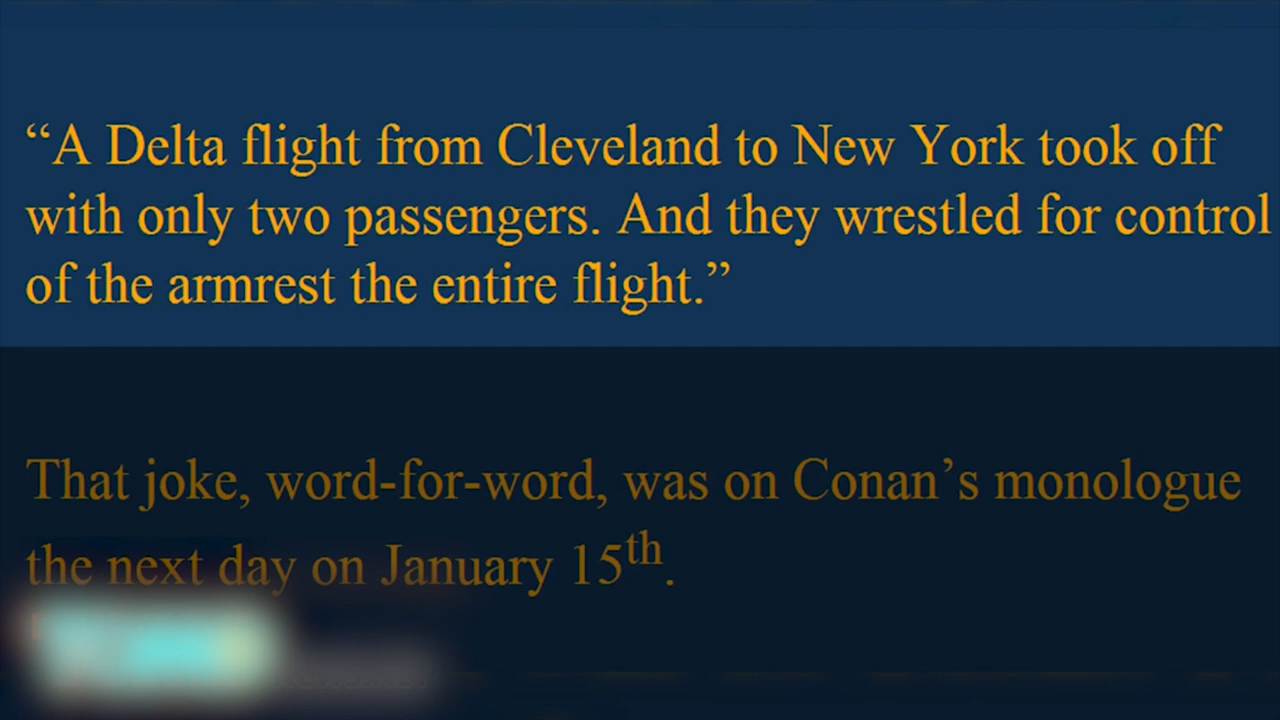 “A Delta flight from Cleveland to New York took off
with only two passengers. And they wrestled for control
of the armrest the entire flight.”
That joke, word-for-word, was on Conan’s monologue
the next day on January 15th.